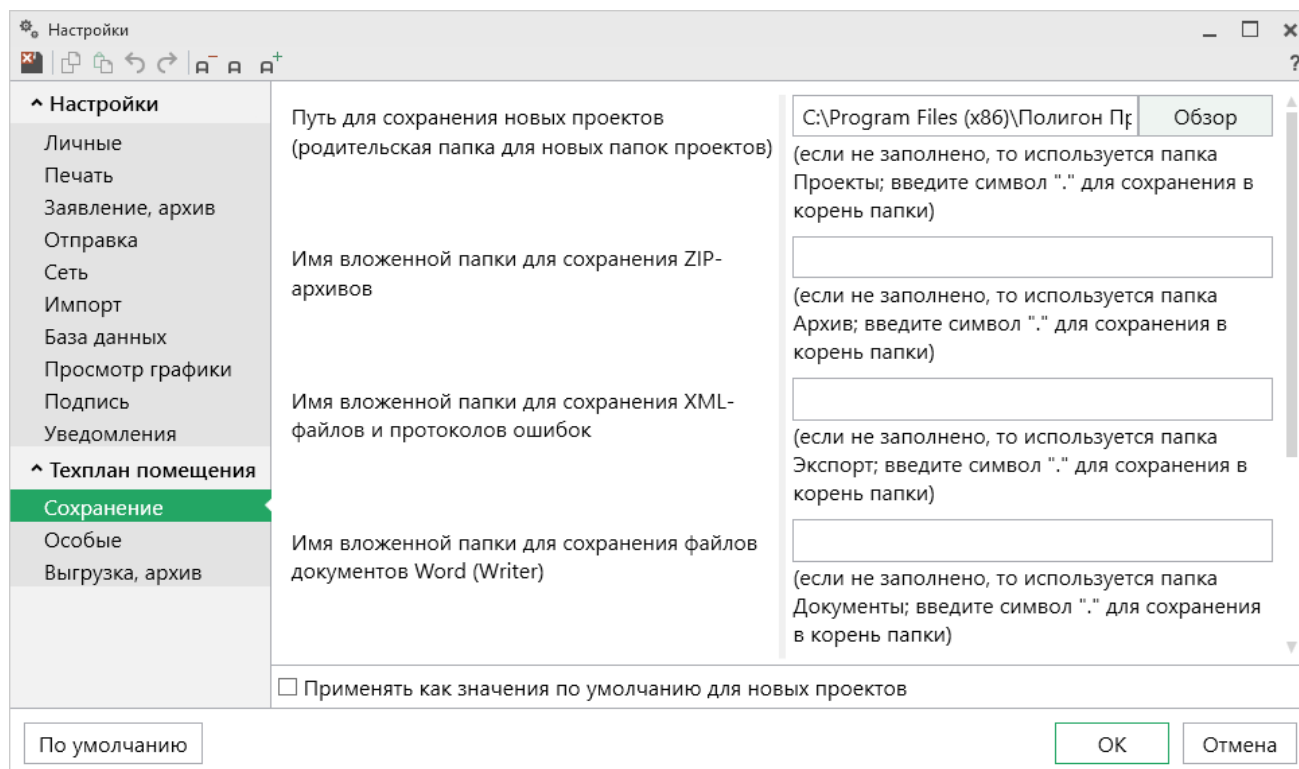 Настройки
?
Настройки
Личные
Печать
Заявление, архив
Отправка
Сеть
Импорт
База данных
Просмотр графики
Подпись
Уведомления
Техплан помещения
Сохранение
Особые
Выгрузка, архив
Путь для сохранения новых проектов
(родительская папка для новых папок проектов)
C:\Program Files (x86)\Полигон Пр
Обзор
(если не заполнено, то используется папка
Проекты; введите символ "." для сохранения в
корень папки)
Имя вложенной папки для сохранения ZIP-
архивов
(если не заполнено, то используется папка
Архив; введите символ "." для сохранения в
корень папки)
Имя вложенной папки для сохранения XML-
файлов и протоколов ошибок
(если не заполнено, то используется папка
Экспорт; введите символ "." для сохранения в
корень папки)
Имя вложенной папки для сохранения файлов
документов Word (Writer)
(если не заполнено, то используется папка
Документы; введите символ "." для сохранения
в корень папки)
Применять как значения по умолчанию для новых проектов
По умолчанию
OK
Отмена